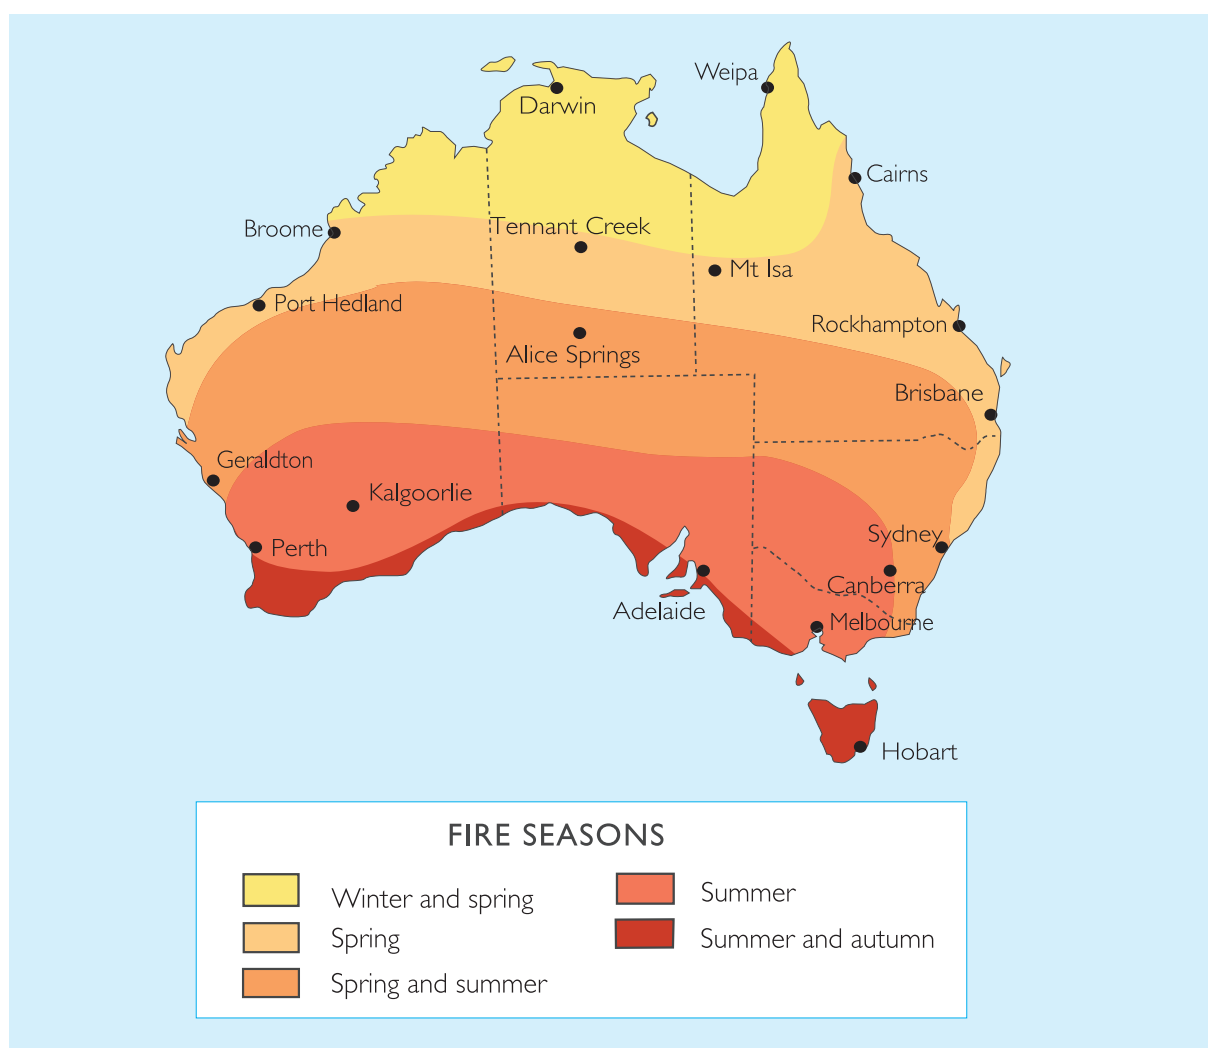 Weipa
Darwin
Cairns
Broome
Tennant Creek
Mt Isa
Port Hedland
Rockhampton
Alice Springs
Brisbane
Geraldton
Kalgoorlie
Sydney
Perth
Canberra
Adelaide
Melbourne
Hobart
FIRE SEASONS
Winter and spring
Spring
Spring and summer
Summer
Summer and autumn